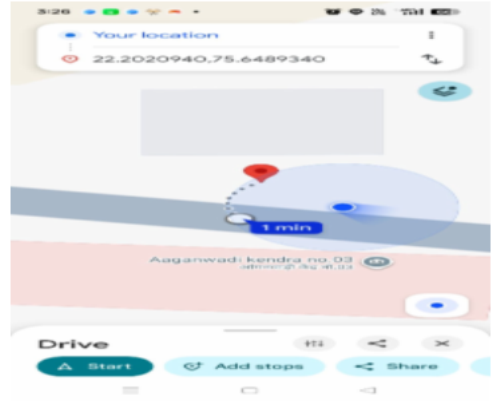 3:26
Your location
22.2020940,75.6489340
1 min
Aaganwadi kendra no 03
Drive
Start
Add stops
Share